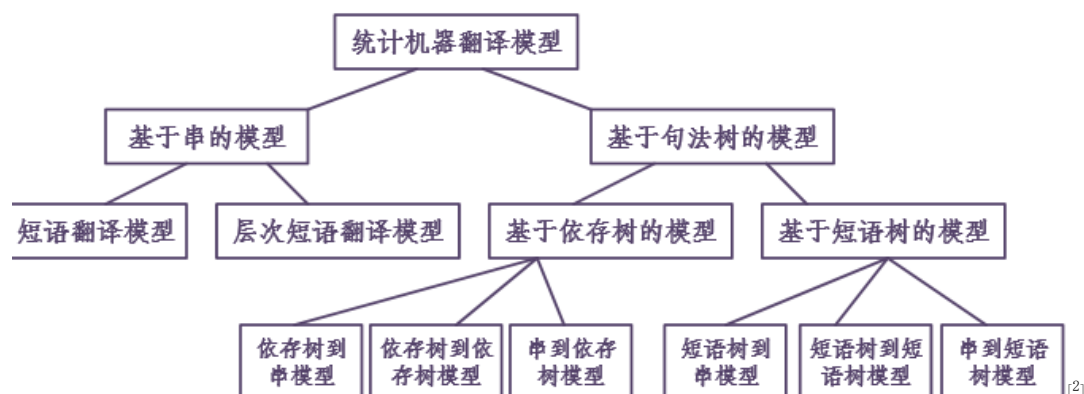 统计机器翻译模型
基于串的模型
基于句法树的模型
短语翻译模型
层次短语翻译模型
基于依存树的模型
基于短语树的模型
依存树到
串模型
依存树到依
存树模型
串到依存
树模型
短语树到
串模型
短语树到短
语树模型
串到短语
树模型
[2]